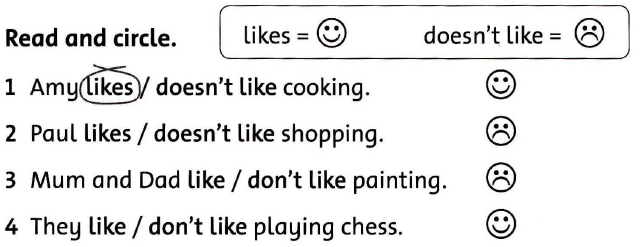 Read and circle.
likes = doesn't like =
1 Amy likes / doesn't like cooking.
2 Paul likes / doesn't like shopping.
3 Mum and Dad like / don't like painting.
4 They like / don't like playing chess.